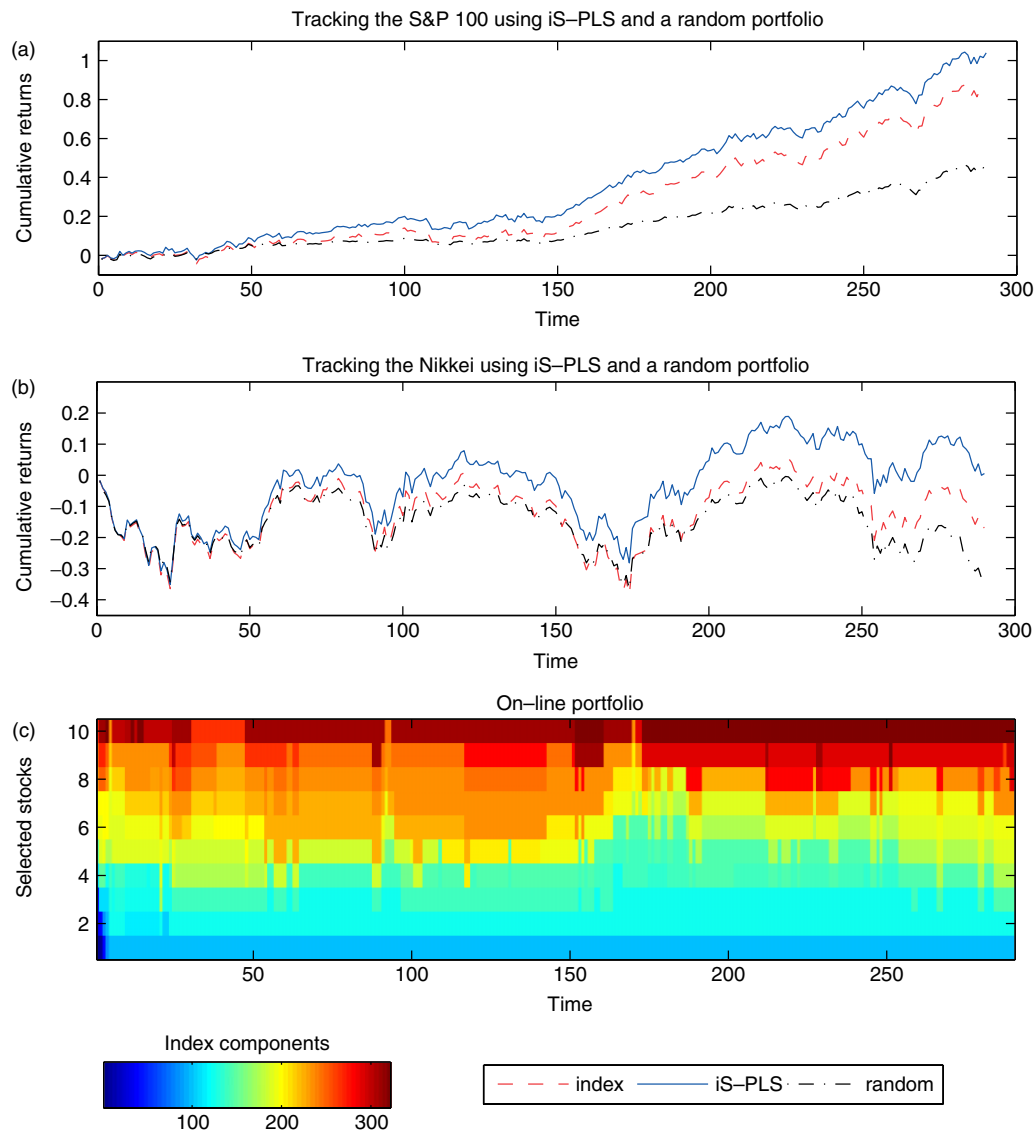 Tracking the S&P 100 using iS–PLS and a random portfolio
(a)
Cumulative returns
1
0.8
0.6
0.4
0.2
0
0 50 100 150 200 250 300
Time
Tracking the Nikkei using iS–PLS and a random portfolio
(b)
Cumulative returns
0.2
0.1
0
−0.1
−0.2
−0.3
−0.4
0 50 100 150 200 250 300
Time
On–line portfolio
(c)
Selected stocks
10
8
6
4
2
50 100 150 200 250
Time
Index components
100 200 300
index iS–PLS random